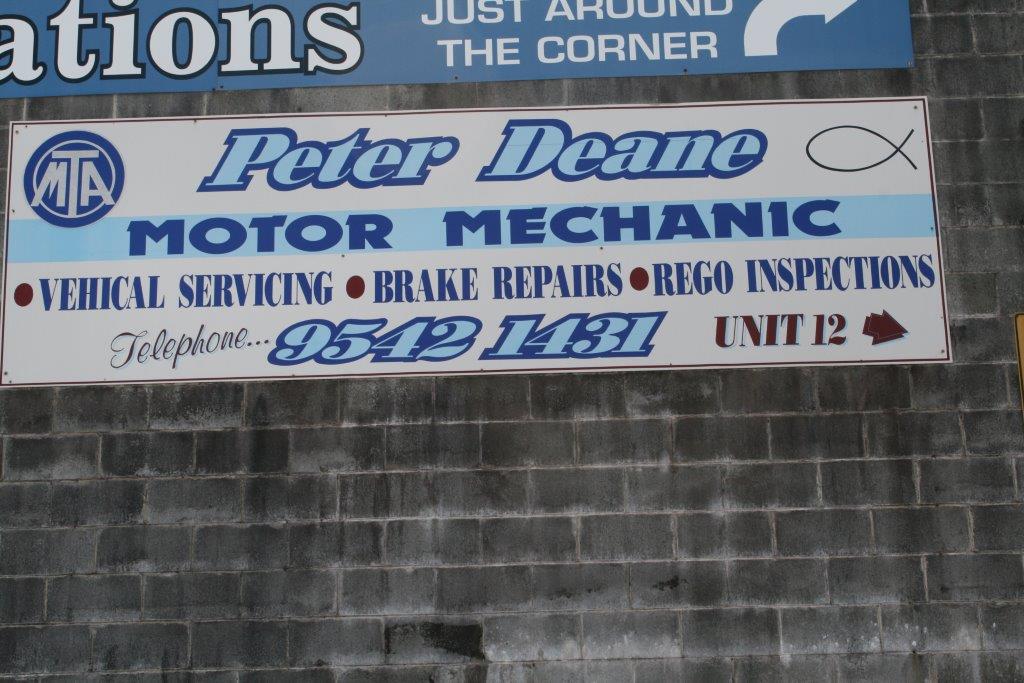 ations
JUST AROUND
THE CORNER
MTA
Peter Deane
MOTOR MECHANIC
• VEHICAL SERVICING • BRAKE REPAIRS • REGO INSPECTIONS
Telephone... 9542 1431 UNIT 12